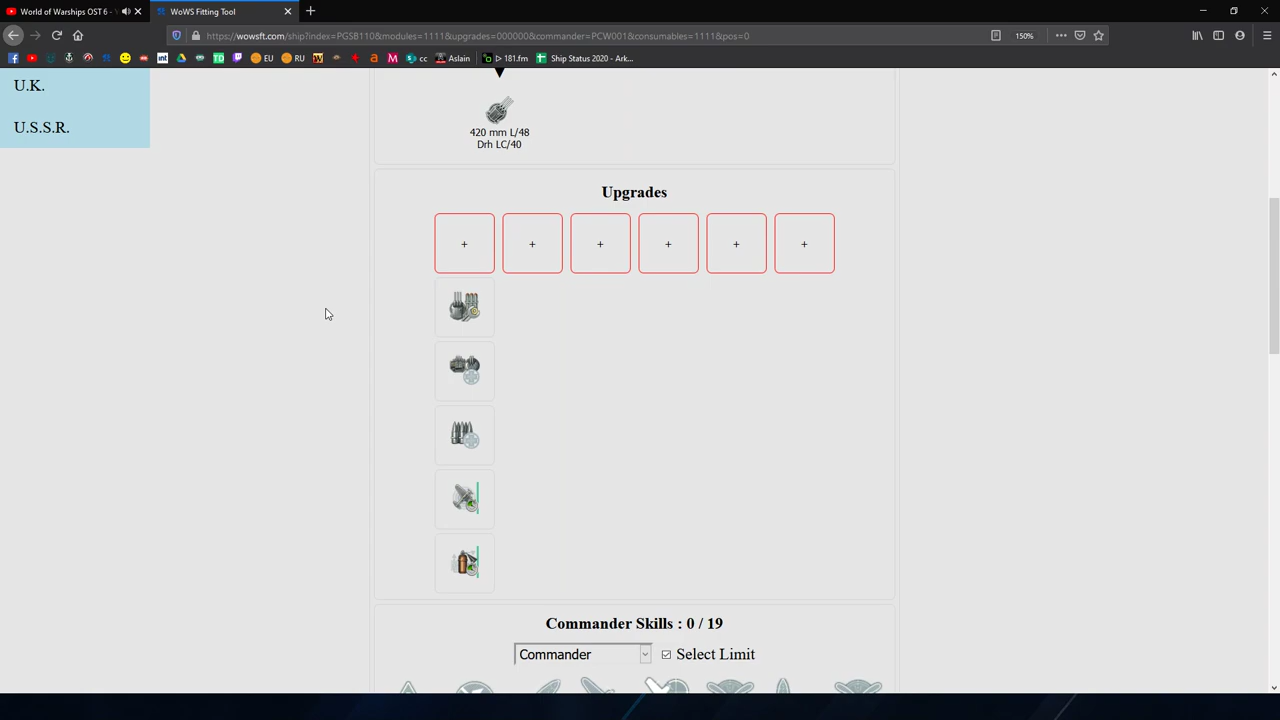 World of Warships OST 6 - Y
WoWS Fitting Tool
https://wowsft.com/ship?index=PGSB110&modules=1111&upgrades=000000&commander=PCW001&consumables=1111&pos=0
150%
int
TD
EU
RU
cc
Aslain
▷ 181.fm
Ship Status 2020 - Ark...
U.K.
U.S.S.R.
420 mm L/48
Drh LC/40
Upgrades
+ + + + + +
Commander Skills : 0 / 19
Commander
Select Limit